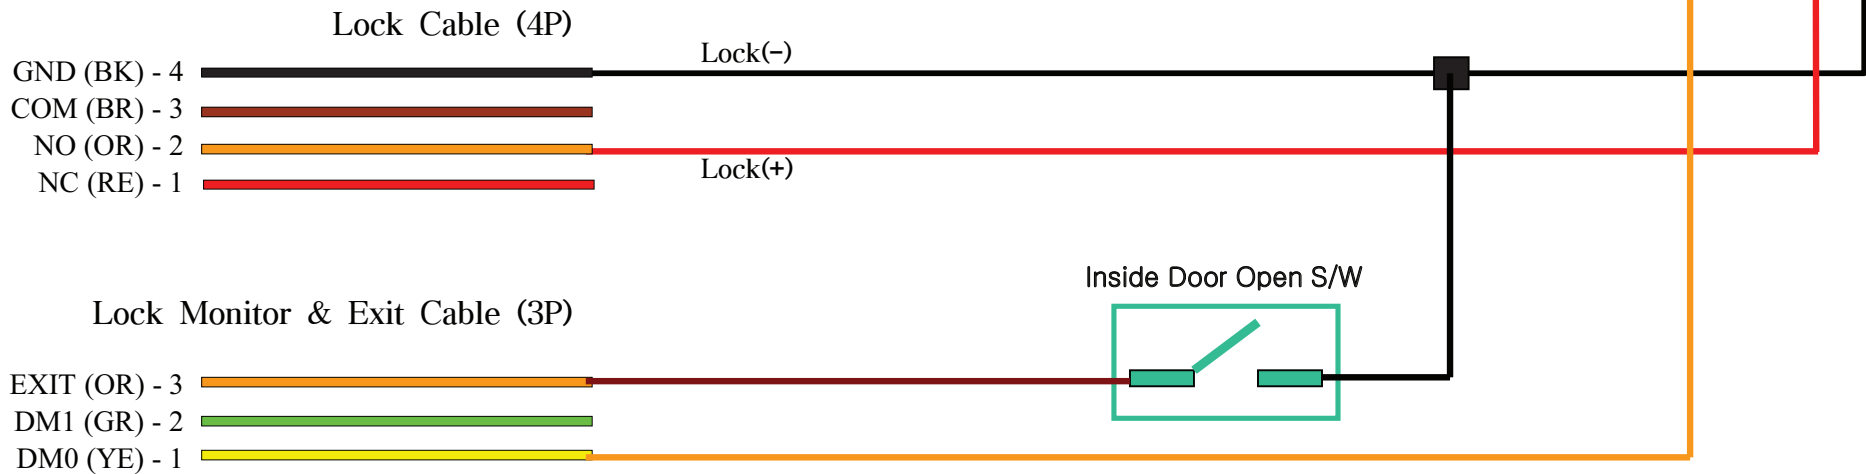 Lock Cable (4P)
GND (BK) - 4
Lock(-)
COM (BR) - 3
NO (OR) - 2
Lock(+)
NC (RE) - 1
Inside Door Open S/W
Lock Monitor & Exit Cable (3P)
EXIT (OR) - 3
DM1 (GR) - 2
DM0 (YE) - 1